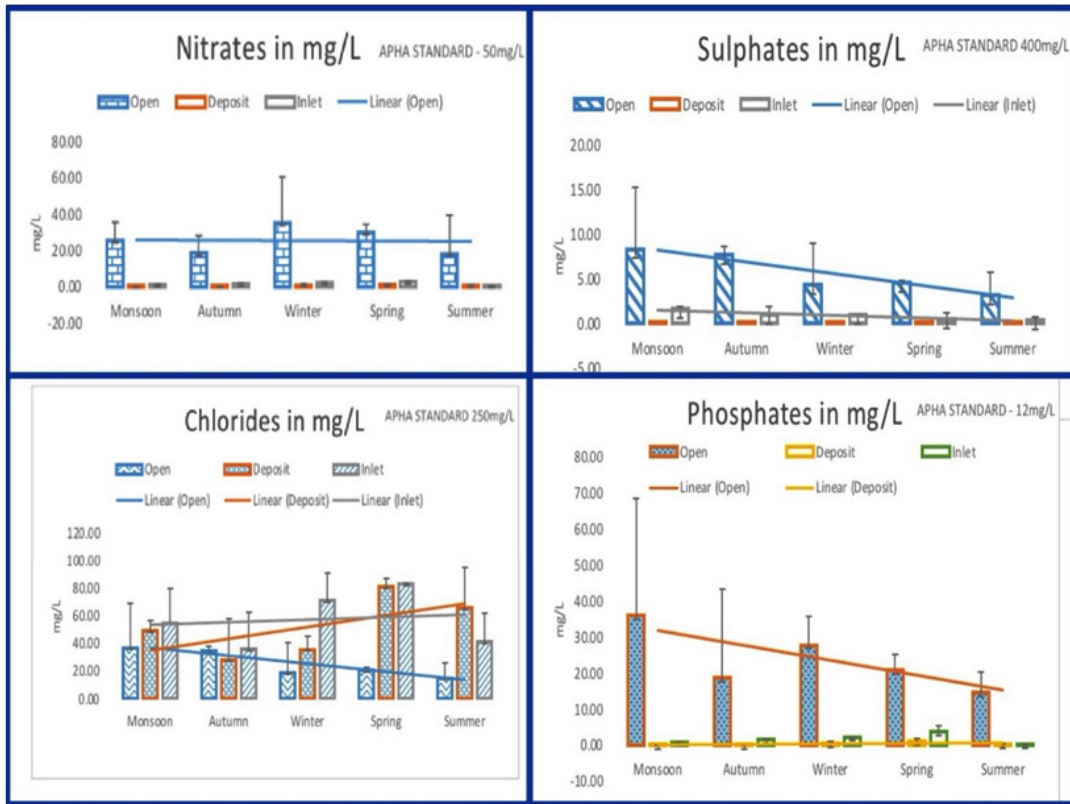 Nitrates in mg/L APHA STANDARD - 50mg/L
Open Deposit Inlet Linear (Open)
80.00
60.00
40.00
20.00
0.00
-20.00
mg/L
Monsoon Autumn Winter Spring Summer
Sulphates in mg/L APHA STANDARD 400mg/L
Open Deposit Inlet Linear (Open) Linear (Inlet)
20.00
15.00
10.00
5.00
0.00
-5.00
mg/L
Monsoon Autumn Winter Spring Summer
Chlorides in mg/L APHA STANDARD 250mg/L
Open Deposit Inlet
Linear (Open) Linear (Deposit) Linear (Inlet)
120.00
100.00
80.00
60.00
40.00
20.00
0.00
mg/L
Monsoon Autumn Winter Spring Summer
Phosphates in mg/L APHA STANDARD - 12mg/L
Open Deposit Inlet
Linear (Open) Linear (Deposit)
80.00
70.00
60.00
50.00
40.00
30.00
20.00
10.00
0.00
-10.00
mg/L
Monsoon Autumn Winter Spring Summer